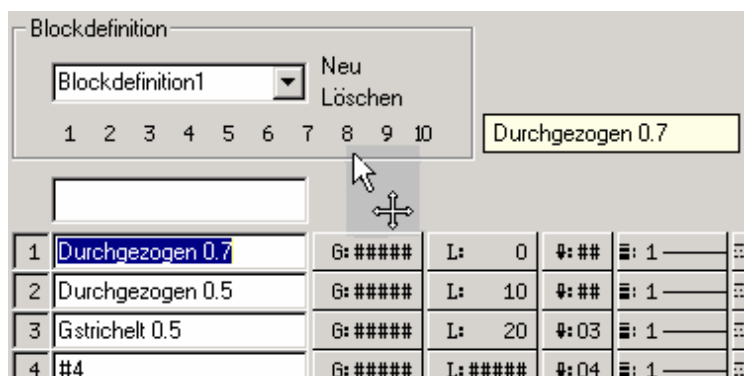 Blockdefinition
Blockdefinition1
Neu
Löschen
1 2 3 4 5 6 7 8 9 10
Durchgezogen 0.7
1 Durchgezogen 0.7 G: ##### L: 0 : ## : 1
2 Durchgezogen 0.5 G: ##### L: 10 : ## : 1
3 Gstrichelt 0.5 G: ##### L: 20 : 03 : 1
4 #4 G: ##### L: ##### : 04 : 1